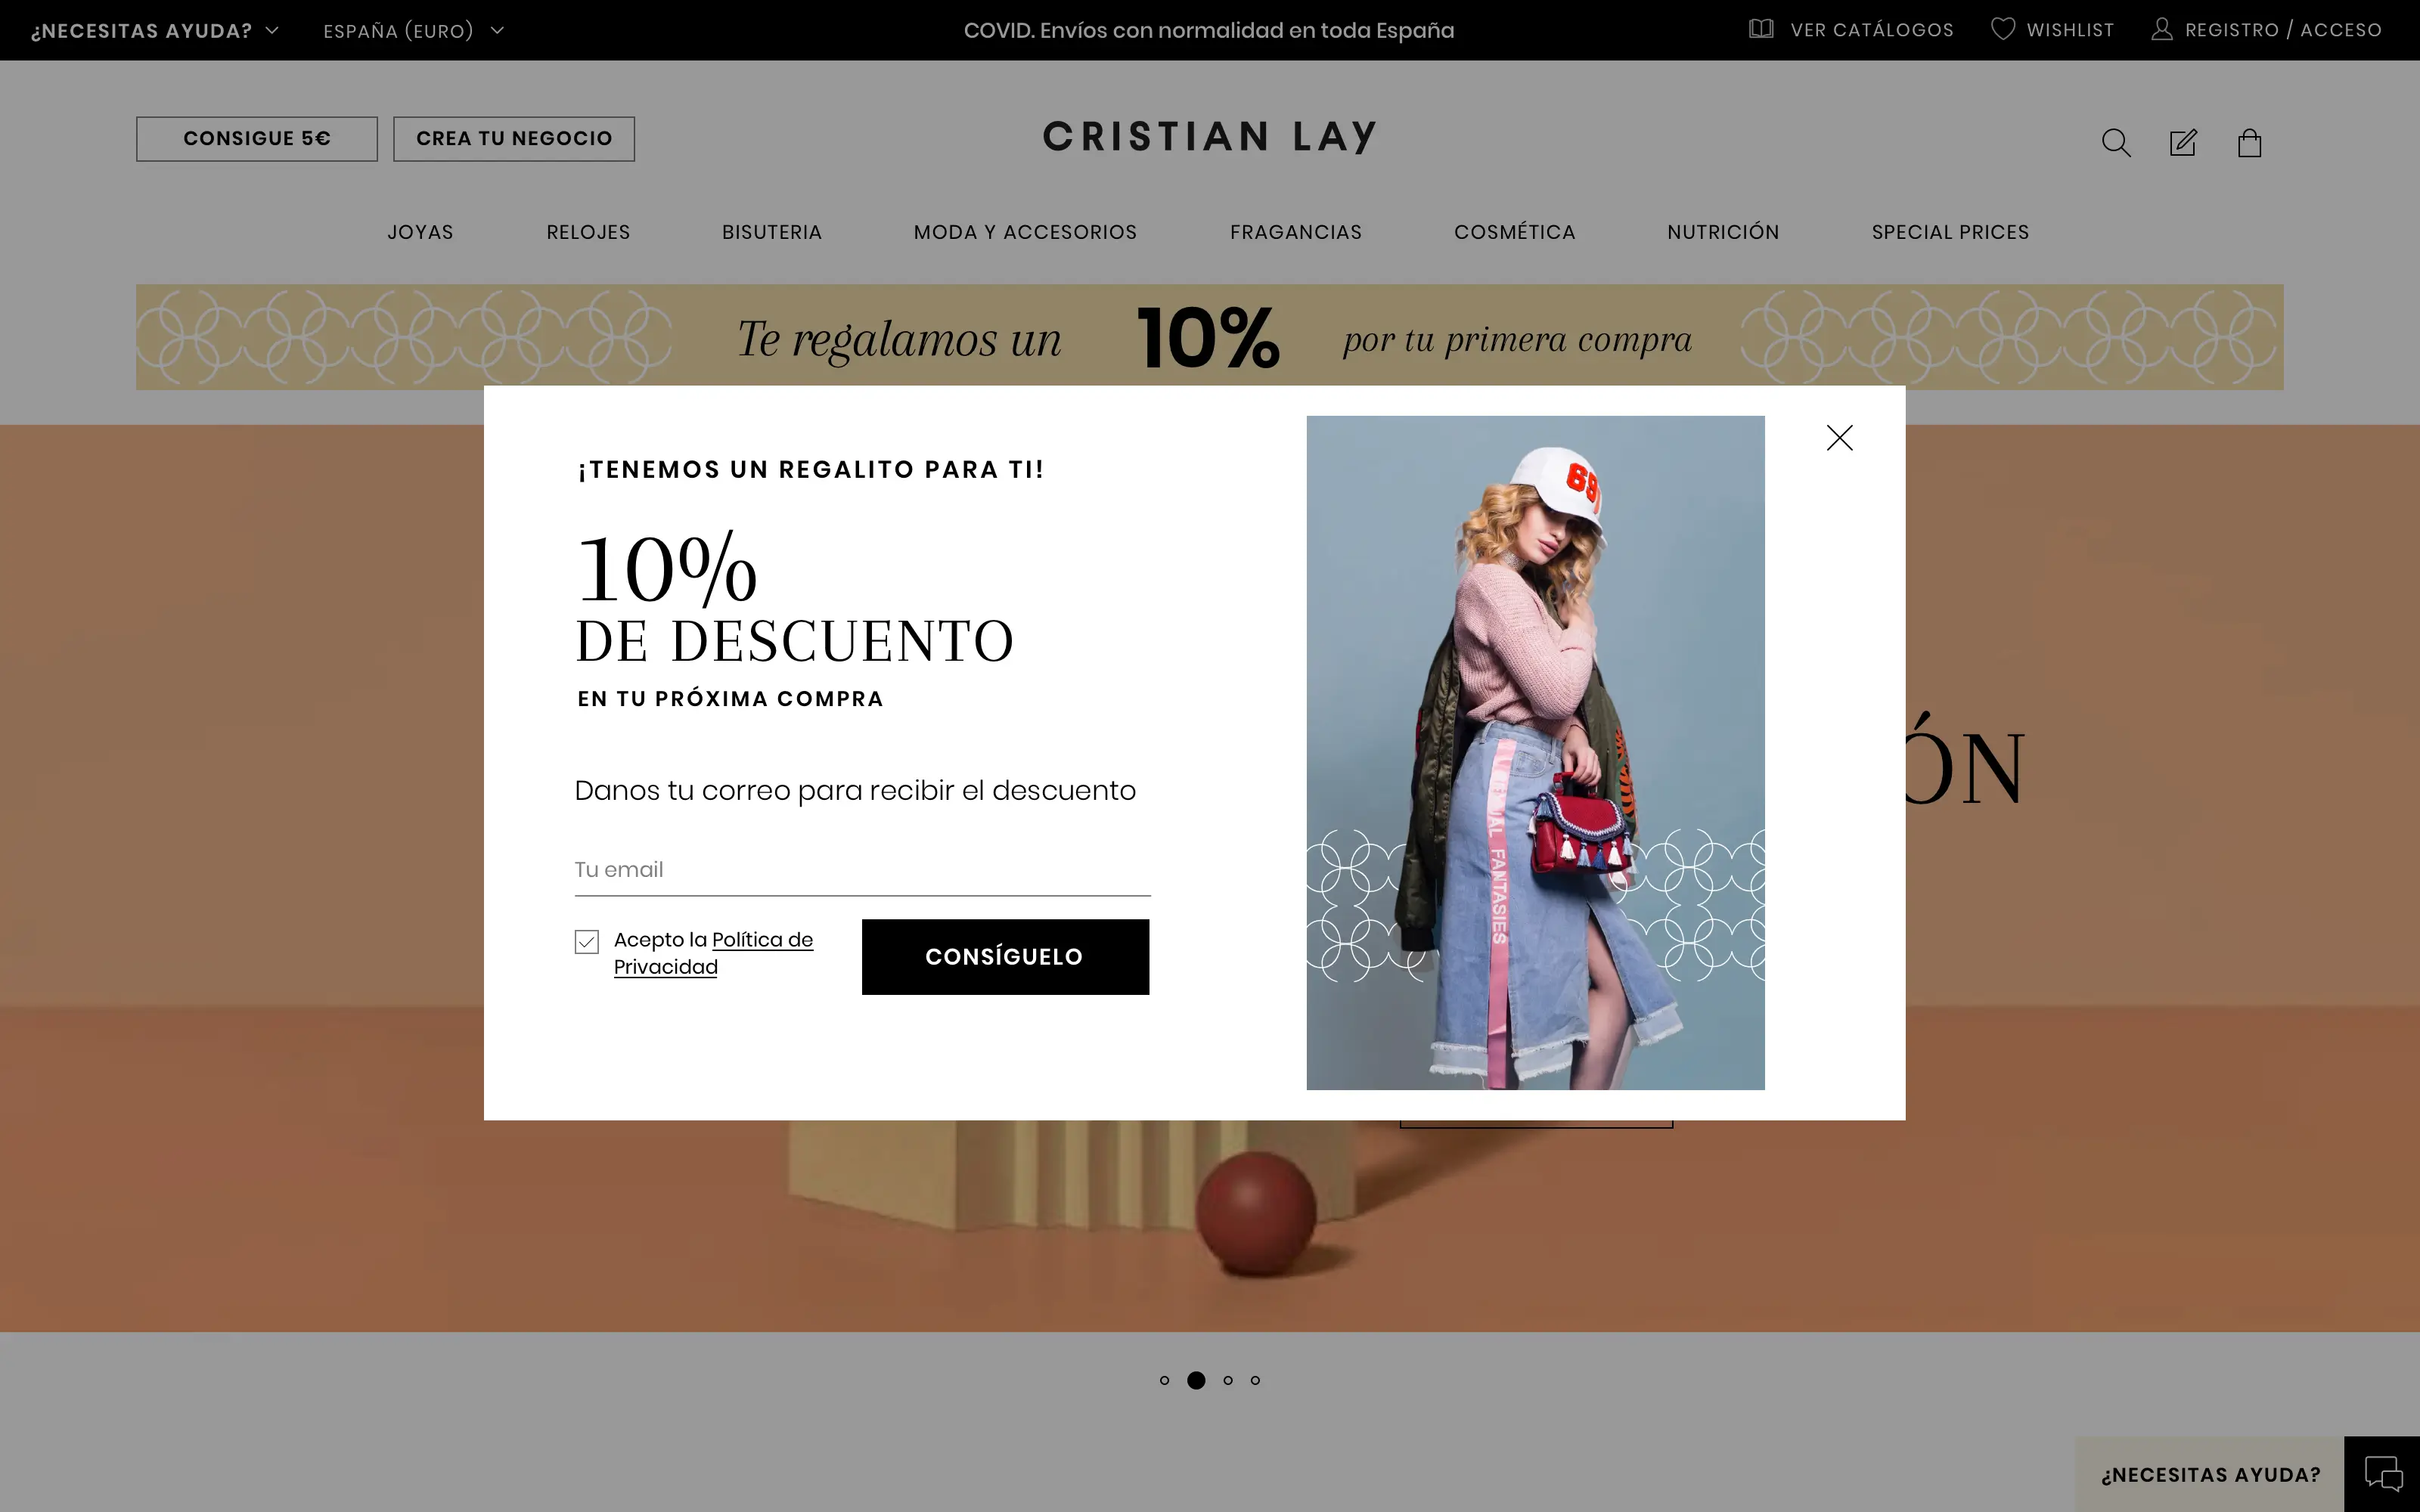 ¿NECESITAS AYUDA?
ESPAÑA (EURO)
COVID. Envíos con normalidad en toda España
VER CATÁLOGOS
WISHLIST
REGISTRO / ACCESO
CONSIGUE 5€
CREA TU NEGOCIO
CRISTIAN LAY
JOYAS
RELOJES
BISUTERIA
MODA Y ACCESORIOS
FRAGANCIAS
COSMÉTICA
NUTRICIÓN
SPECIAL PRICES
Te regalamos un 10% por tu primera compra
¡TENEMOS UN REGALITO PARA TI!
10%
DE DESCUENTO
EN TU PRÓXIMA COMPRA
Danos tu correo para recibir el descuento
Tu email
Acepto la Política de
Privacidad
CONSÍGUELO
69
FANTASIES
ÓN
¿NECESITAS AYUDA?